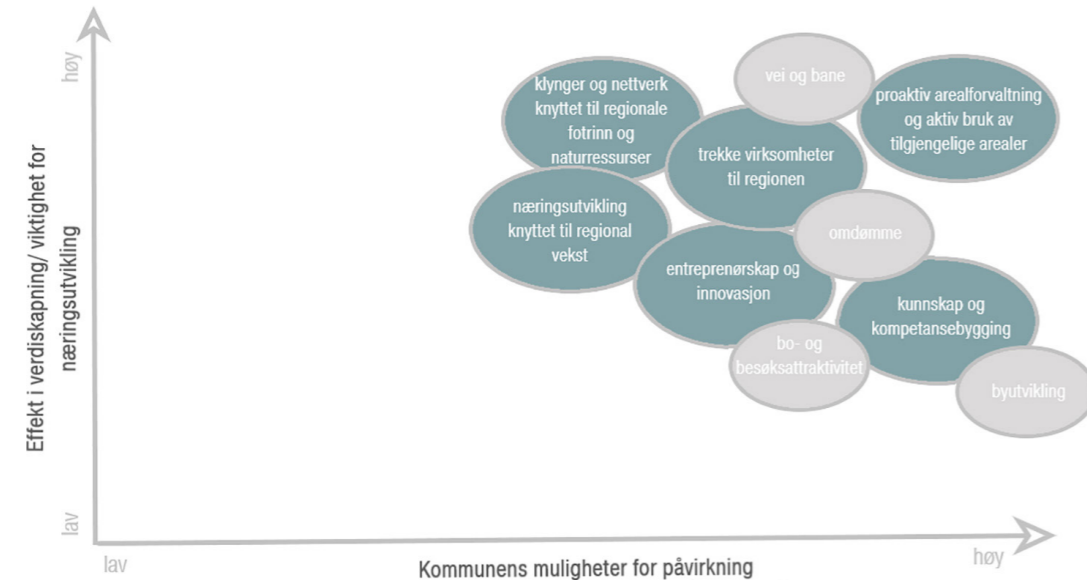 høy
Effekt i verdiskapning/ viktighet for
næringsutvikling
lav
vei og bane
klynger og nettverk
knyttet til regionale
fotrinn og
naturressurser
proaktiv arealforvaltning
og aktiv bruk av
tilgjengelige arealer
trekke virksomheter
til regionen
næringsutvikling
knyttet til regional
vekst
omdømme
entreprenørskap og
innovasjon
kunnskap og
kompetansebygging
bo- og
besøksattraktivitet
byutvikling
lav
Kommunens muligheter for påvirkning
høy